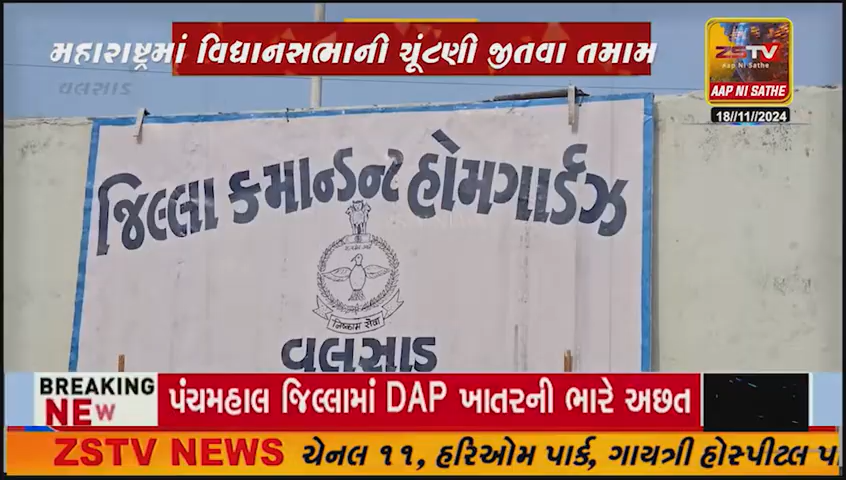 મહારાષ્ટ્રમાં વિધાનસભાની ચૂંટણી જીતવા તમામ
વલસાડ
ZSTV
Aap Ni Sathe
AAP NI SATHE
18//11//2024
જિલ્લા કમાન્ડન્ટ હોમગાર્ડઝ
નિષ્કામ સેવા
વલસાડ
BREAKING
NEW
પંચમહાલ જિલ્લામાં DAP ખાતરની ભારે અછત
ZSTV NEWS
ચેનલ ૧૧, હરિઓમ પાર્ક, ગાયત્રી હોસ્પીટલ પા